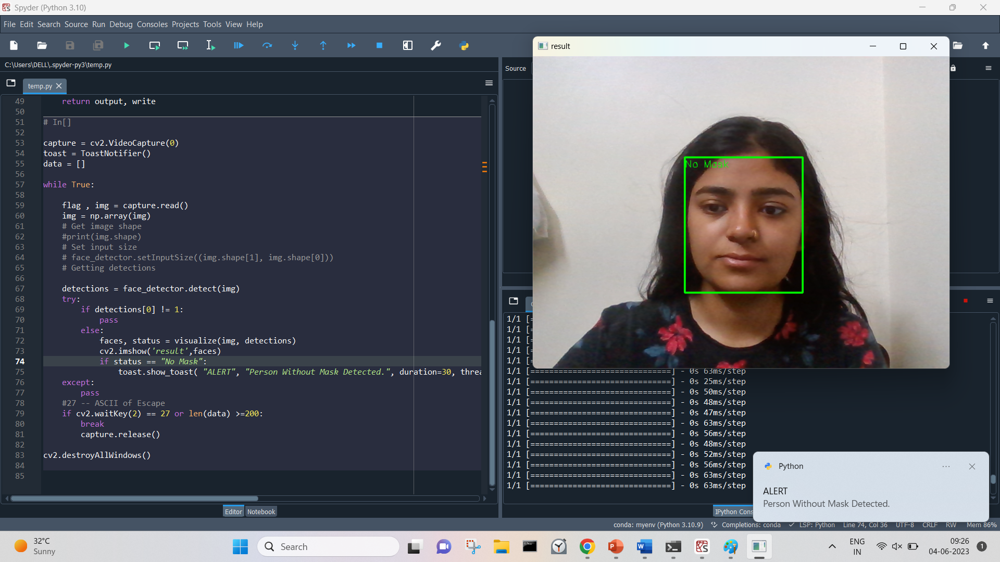 Spyder (Python 3.10)
File Edit Search Source Run Debug Consoles Projects Tools View Help
C:\Users\DELL\.spyder-py3\temp.py
temp.py
49 return output, write
50
51 # In[]
52
53 capture = cv2.VideoCapture(0)
54 toast = ToastNotifier()
55 data = []
56
57 while True:
58
59 flag , img = capture.read()
60 img = np.array(img)
61 # Get image shape
62 #print(img.shape)
63 # Set input size
64 # face_detector.setInputSize((img.shape[1], img.shape[0]))
65 # Getting detections
66
67 detections = face_detector.detect(img)
68 try:
69 if detections[0] != 1:
70 pass
71 else:
72 faces, status = visualize(img, detections)
73 cv2.imshow('result',faces)
74 if status == "No Mask":
75 toast.show_toast( "ALERT", "Person Without Mask Detected.", duration=30, threa
76 except:
77 pass
78 #27 -- ASCII of Escape
79 if cv2.waitKey(2) == 27 or len(data) >=200:
80 break
81 capture.release()
82
83 cv2.destroyAllWindows()
84
85
Editor Notebook
Source
result
No Mask
1/1 [=
1/1 [=
1/1 [=
1/1 [=
1/1 [=
1/1 [==============================] - 0s 63ms/step
1/1 [==============================] - 0s 25ms/step
1/1 [==============================] - 0s 50ms/step
1/1 [==============================] - 0s 48ms/step
1/1 [==============================] - 0s 47ms/step
1/1 [==============================] - 0s 63ms/step
1/1 [==============================] - 0s 56ms/step
1/1 [==============================] - 0s 48ms/step
1/1 [==============================] - 0s 52ms/step
1/1 [==============================] - 0s 56ms/step
1/1 [==============================] - 0s 63ms/step
1/1 [==============================] - 0s 63ms/step
IPython Cons
Python
ALERT
Person Without Mask Detected.
conda: myenv (Python 3.10.9) Completions: conda LSP: Python Line 74, Col 36 UTF-8 CRLF RW Mem 86%
32°C
Sunny
Search
ENG
IN
09:26
04-06-2023
1